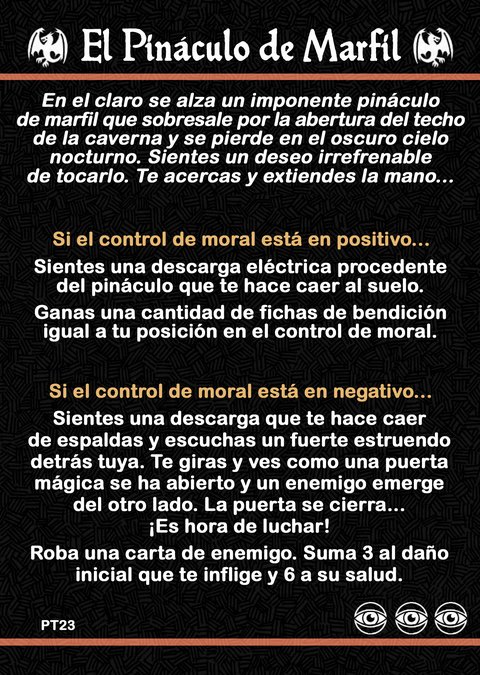 El Pináculo de Marfil
En el claro se alza un imponente pináculo
de marfil que sobresale por la abertura del techo
de la caverna y se pierde en el oscuro cielo
nocturno. Sientes un deseo irrefrenable
de tocarlo. Te acercas y extiendes la mano...
Si el control de moral está en positivo...
Sientes una descarga eléctrica procedente
del pináculo que te hace caer al suelo.
Ganas una cantidad de fichas de bendición
igual a tu posición en el control de moral.
Si el control de moral está en negativo...
Sientes una descarga que te hace caer
de espaldas y escuchas un fuerte estruendo
detrás tuya. Te giras y ves como una puerta
mágica se ha abierto y un enemigo emerge
del otro lado. La puerta se cierra...
¡Es hora de luchar!
Roba una carta de enemigo. Suma 3 al daño
inicial que te inflige y 6 a su salud.
PT23